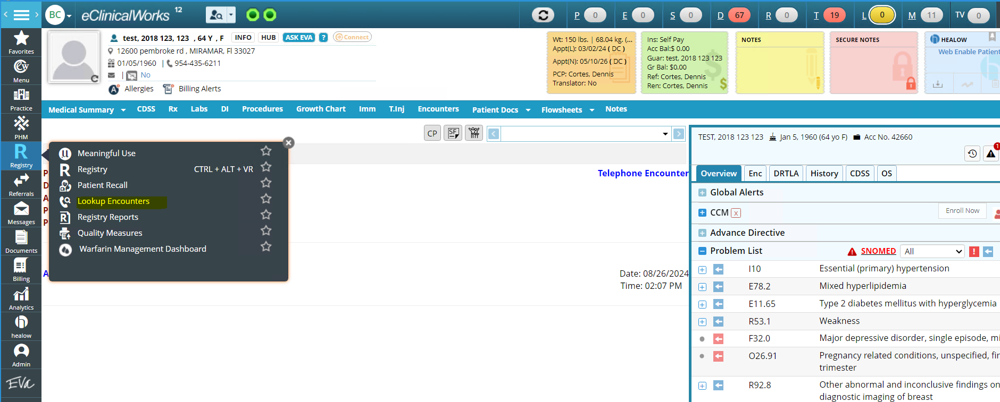 BC eClinicalWorks 12 P 0 E 0 S 0 D 67 R 0 T 19 L 0 M 11 TV 0
Favorites
Menu
Practice
PHM
R
Registry
Referrals
Messages
Documents
Billing
Analytics
healow
Admin
EVA
test, 2018 123, 123 , 64 Y , F INFO HUB ASK EVA ? Connect
12600 pembroke rd , MIRAMAR, Fl 33027
01/05/1960 | 954-435-6211
| No
Allergies Billing Alerts
Wt: 150 lbs. | 68.04 kg. (...
Appt(L): 03/02/24 ( DC )
Appt(N): 05/10/26 ( DC )
PCP: Cortes, Dennis
Translator: No
Ins: Self Pay
Acc Bal:$ 0.00
Guar: test, 2018 123 123
Gr Bal: $0.00
Ref: Cortes, Dennis
Ren: Cortes, Dennis
NOTES
SECURE NOTES
HEALOW
Web Enable Patient
Medical Summary CDSS Rx Labs DI Procedures Growth Chart Imm T.Inj Encounters Patient Docs Flowsheets Notes
CP SF
Meaningful Use
Registry CTRL + ALT + VR
Patient Recall
Lookup Encounters
Registry Reports
Quality Measures
Warfarin Management Dashboard
P
D
A
P
P
A
Telephone Encounter
Date: 08/26/2024
Time: 02:07 PM
TEST, 2018 123 123 Jan 5, 1960 (64 yo F) Acc No. 42660
1
Overview Enc DRTLA History CDSS OS
Global Alerts
CCM x Enroll Now
Advance Directive
Problem List SNOMED All !
I10 Essential (primary) hypertension
E78.2 Mixed hyperlipidemia
E11.65 Type 2 diabetes mellitus with hyperglycemia
R53.1 Weakness
F32.0 Major depressive disorder, single episode, mi
O26.91 Pregnancy related conditions, unspecified, fir
trimester
R92.8 Other abnormal and inconclusive findings on
diagnostic imaging of breast